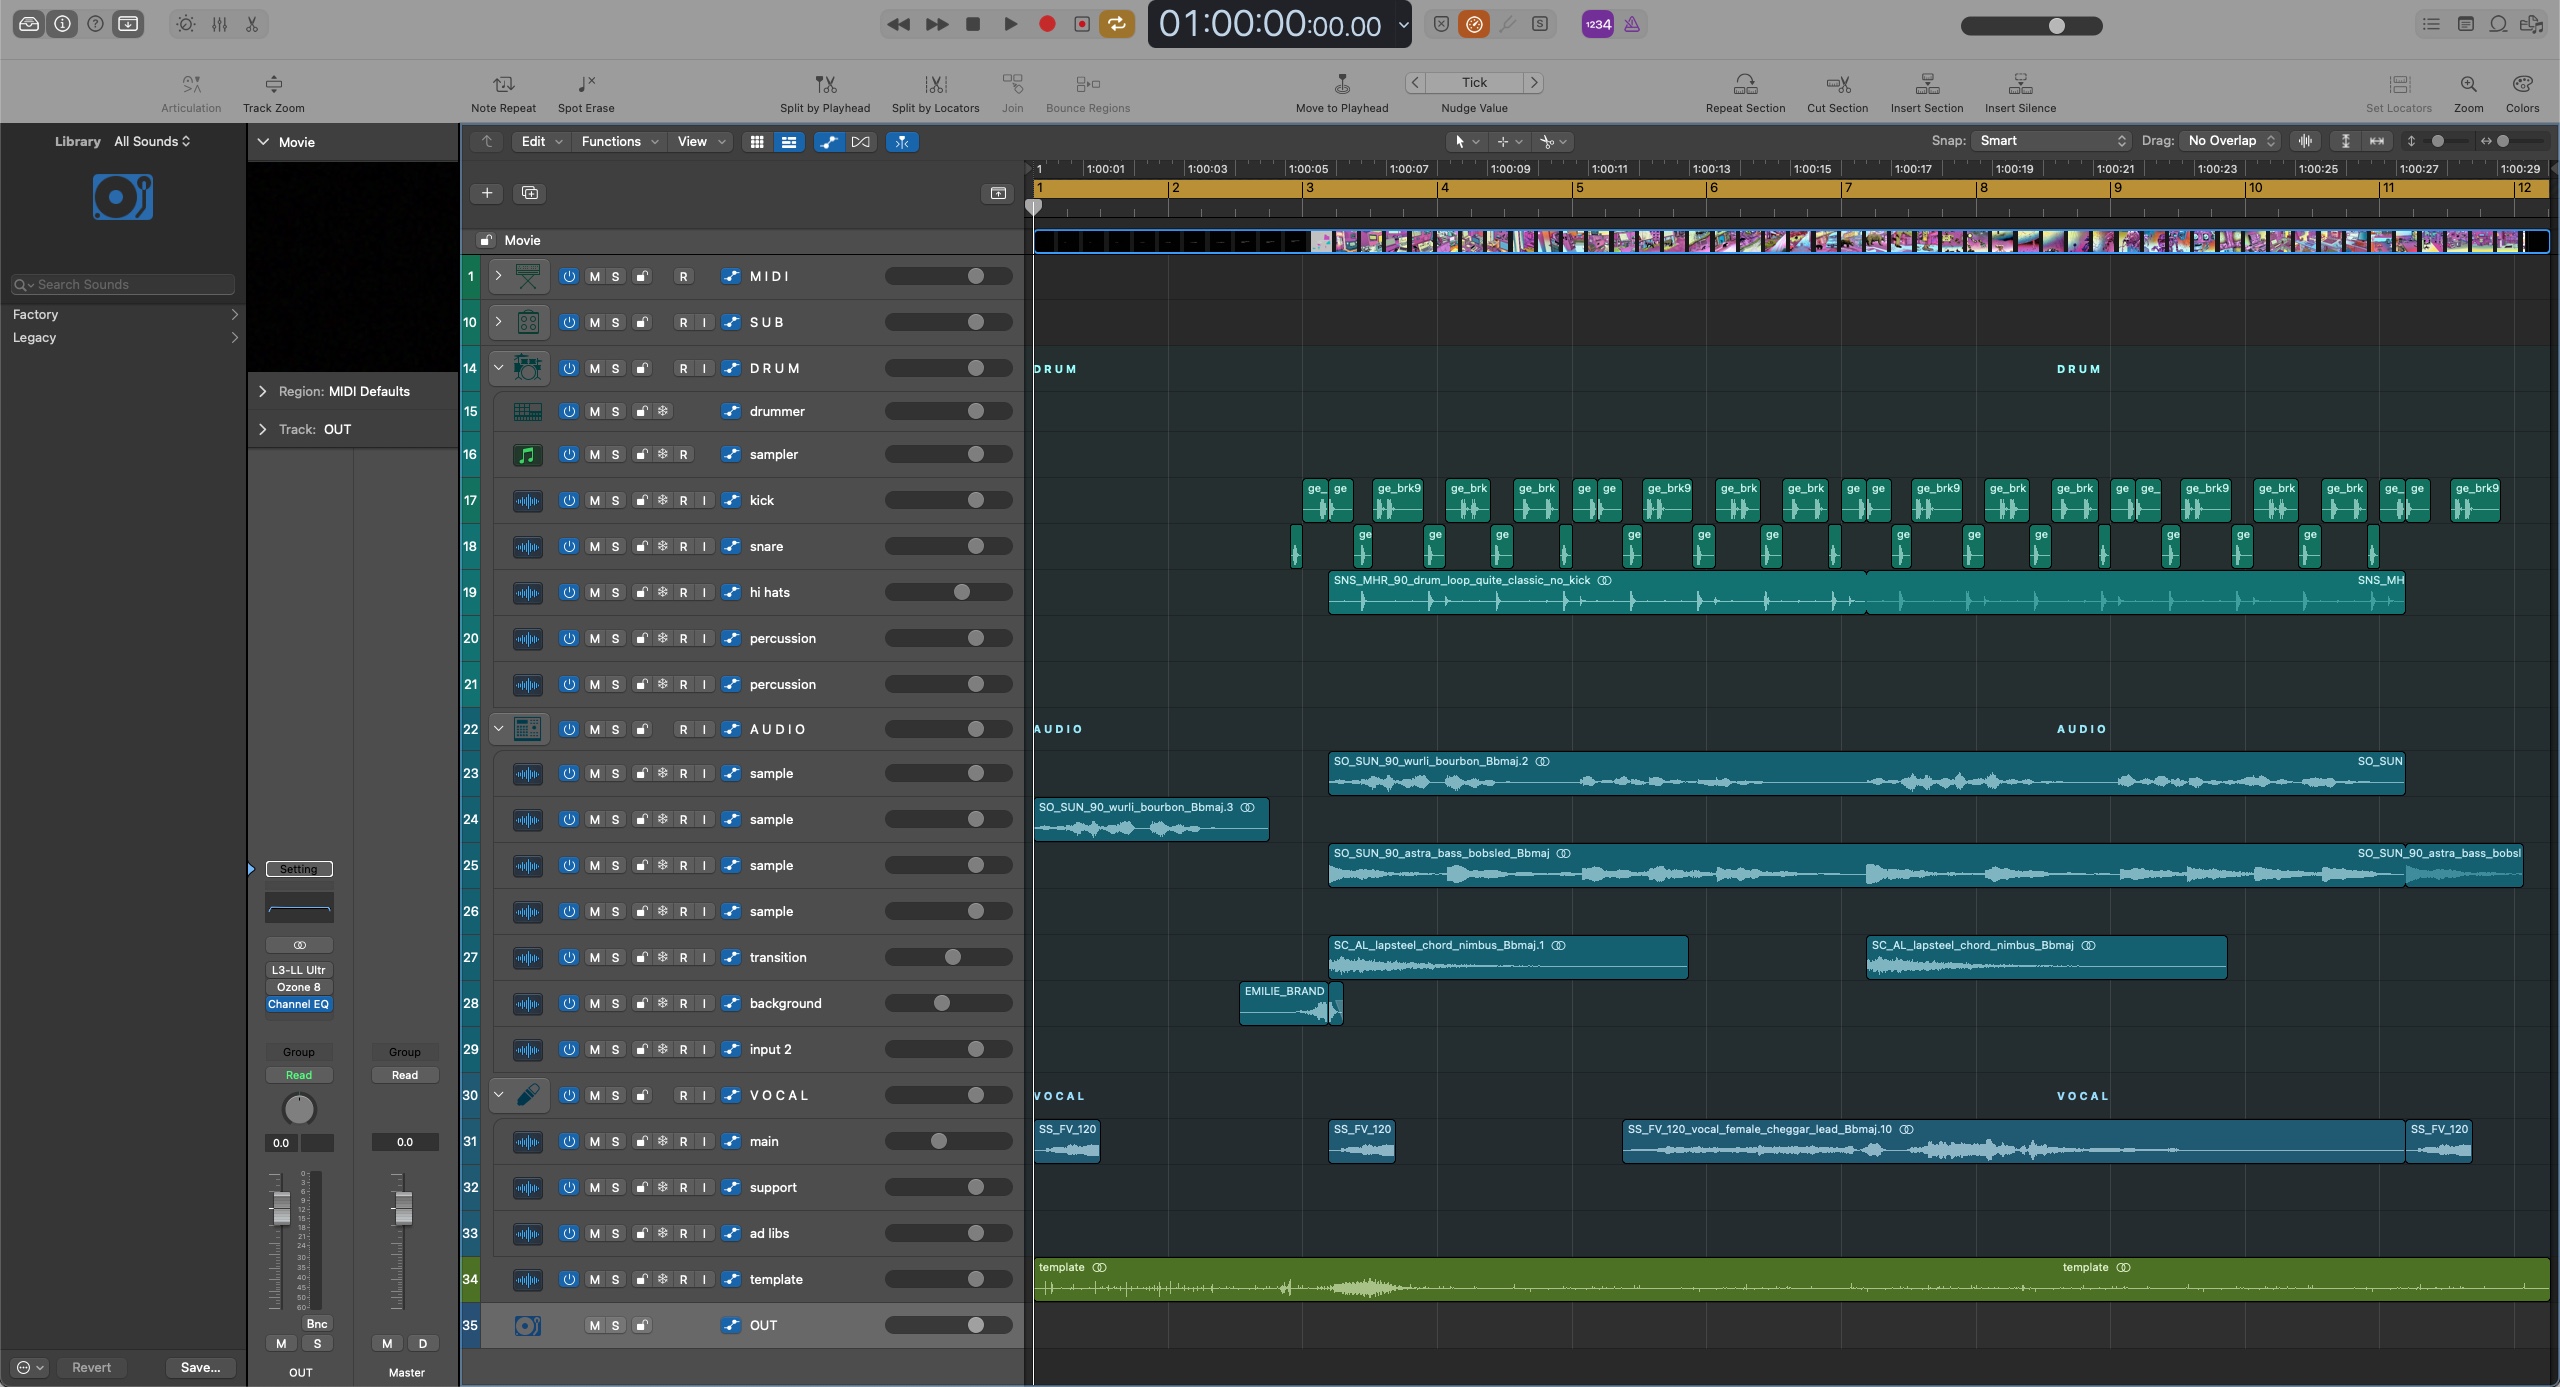 01:00:00:00.00
1234
Articulation Track Zoom Note Repeat Spot Erase Split by Playhead Split by Locators Join Bounce Regions Move to Playhead Tick Nudge Value Repeat Section Cut Section Insert Section Insert Silence Set Locators Zoom Colors
Library All Sounds
Search Sounds
Factory
Legacy
Revert Save...
Movie
Region: MIDI Defaults
Track: OUT
Setting
L3-LL Ultr
Ozone 8
Channel EQ
Group Group
Read Read
0.0 0.0
Bnc
M S M D
OUT Master
Edit Functions View Snap: Smart Drag: No Overlap
1 1:00:01 1:00:03 1:00:05 1:00:07 1:00:09 1:00:11 1:00:13 1:00:15 1:00:17 1:00:19 1:00:21 1:00:23 1:00:25 1:00:27 1:00:29
1 2 3 4 5 6 7 8 9 10 11 12
Movie
1 M S R MIDI
10 M S R I SUB
14 M S R I DRUM DRUM DRUM
15 M S drummer
16 M S R sampler
17 M S R I kick ge_ ge ge_brk9 ge_brk ge_brk ge ge ge_brk9 ge_brk ge_brk ge ge ge_brk9 ge_brk ge_brk ge ge_ ge_brk9 ge_brk ge_brk ge_ ge ge_brk9
18 M S R I snare ge ge ge ge ge ge ge ge ge ge ge ge
19 M S R I hi hats SNS_MHR_90_drum_loop_quite_classic_no_kick SNS_MH
20 M S R I percussion
21 M S R I percussion
22 M S R I AUDIO AUDIO AUDIO
23 M S R I sample SO_SUN_90_wurli_bourbon_Bbmaj.2 SO_SUN
24 M S R I sample SO_SUN_90_wurli_bourbon_Bbmaj.3
25 M S R I sample SO_SUN_90_astra_bass_bobsled_Bbmaj SO_SUN_90_astra_bass_bobsl
26 M S R I sample
27 M S R I transition SC_AL_lapsteel_chord_nimbus_Bbmaj.1 SC_AL_lapsteel_chord_nimbus_Bbmaj
28 M S R I background EMILIE_BRAND
29 M S R I input 2
30 M S R I VOCAL VOCAL VOCAL
31 M S R I main SS_FV_120 SS_FV_120 SS_FV_120_vocal_female_cheggar_lead_Bbmaj.10 SS_FV_120
32 M S R I support
33 M S R I ad libs
34 M S R I template template template
35 M S OUT